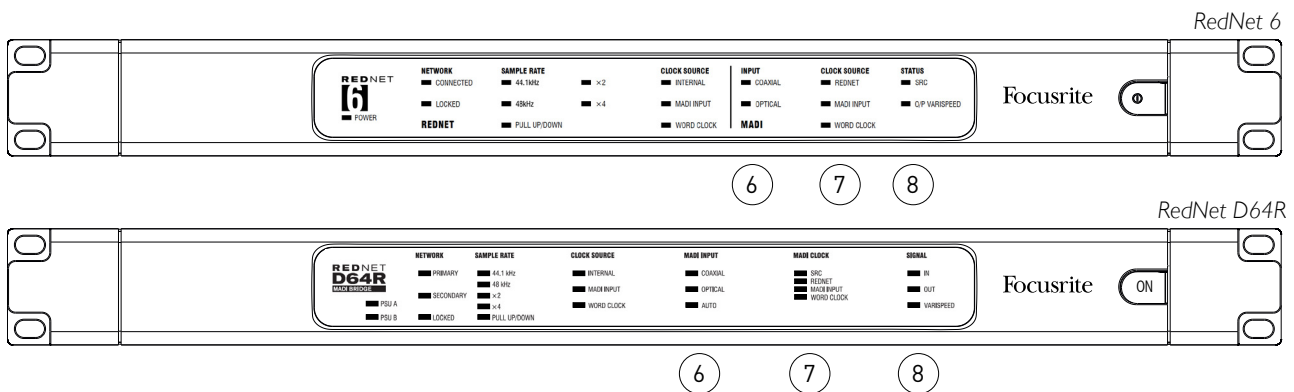 RedNet 6
REDNET
6
POWER
NETWORK
CONNECTED
LOCKED
REDNET
SAMPLE RATE
44.1kHz
48kHz
PULL UP/DOWN
×2
×4
CLOCK SOURCE
INTERNAL
MADI INPUT
WORD CLOCK
INPUT
COAXIAL
OPTICAL
MADI
CLOCK SOURCE
REDNET
MADI INPUT
WORD CLOCK
STATUS
SRC
O/P VARISPEED
Focusrite
6
7
8
RedNet D64R
REDNET
D64R
MADI BRIDGE
PSU A
PSU B
NETWORK
PRIMARY
SECONDARY
LOCKED
SAMPLE RATE
44.1 kHz
48 kHz
×2
×4
PULL UP/DOWN
CLOCK SOURCE
INTERNAL
MADI INPUT
WORD CLOCK
MADI INPUT
COAXIAL
OPTICAL
AUTO
MADI CLOCK
SRC
REDNET
MADI INPUT
WORD CLOCK
SIGNAL
IN
OUT
VARISPEED
Focusrite
ON
6
7
8